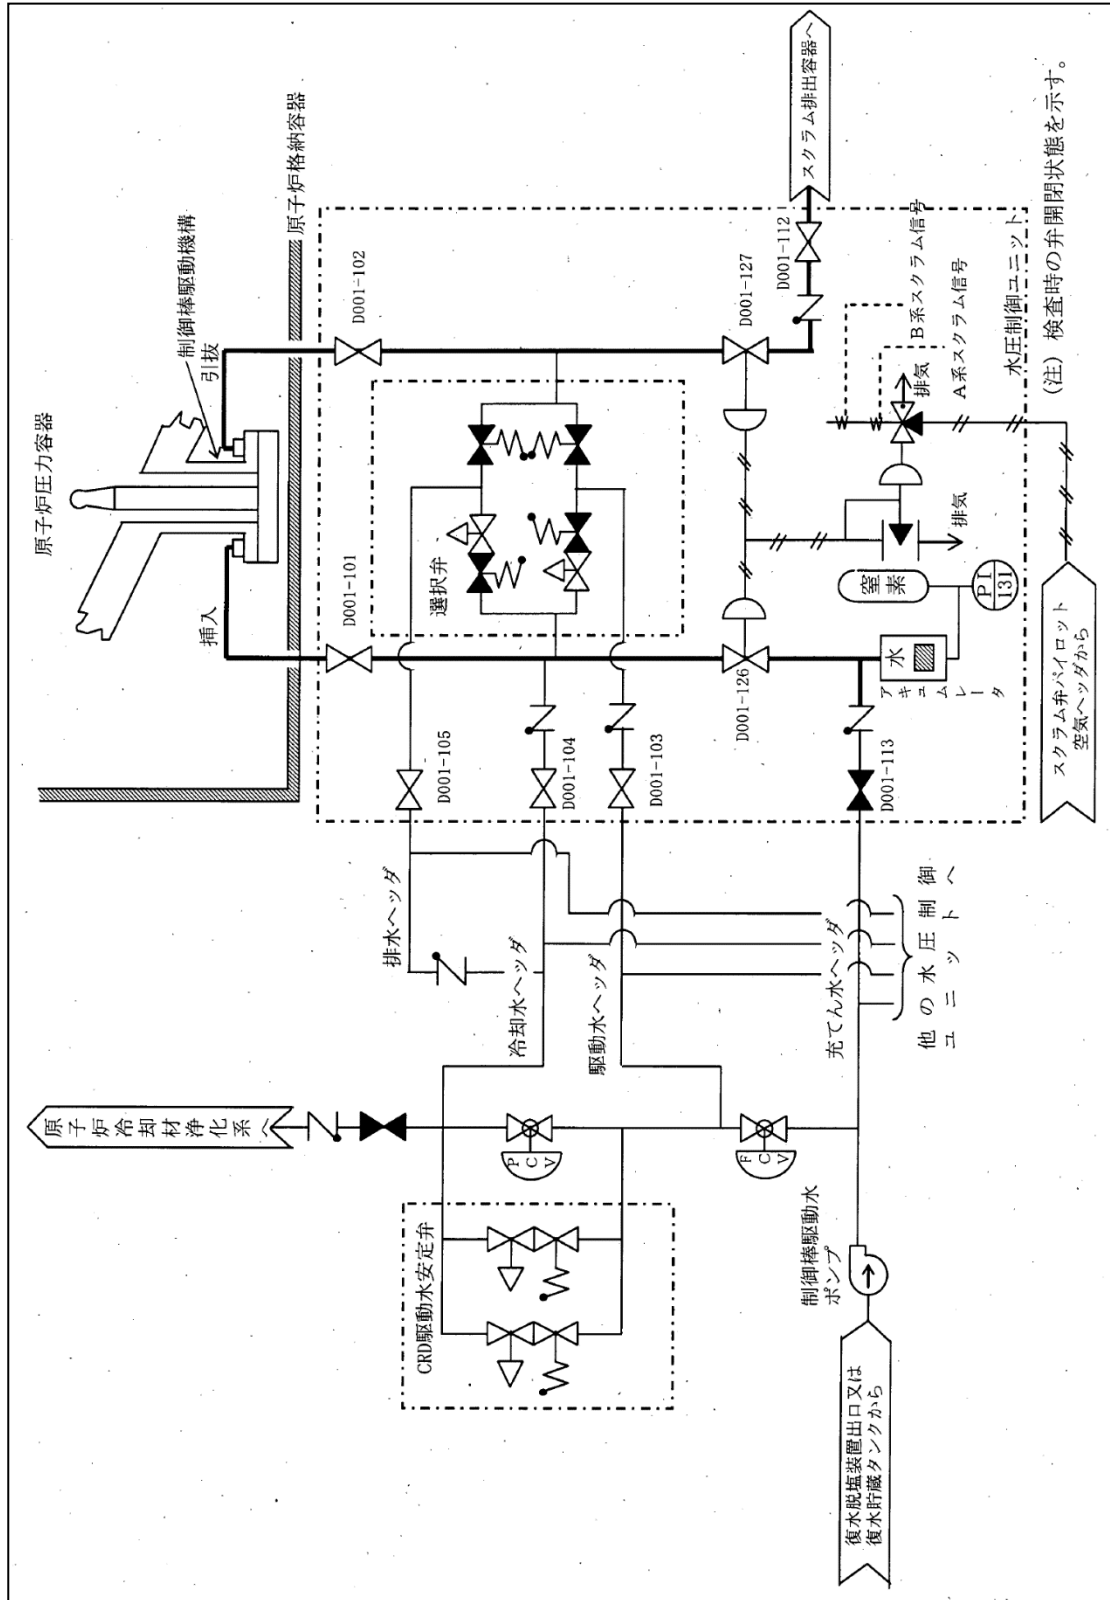 原子炉圧力容器
制御棒駆動機構
原子炉格納容器
挿入
引抜
D001-101
D001-102
選択弁
D001-105
D001-104
D001-103
D001-126
D001-127
D001-112
D001-113
スクラム排出容器へ
B系スクラム信号
A系スクラム信号
排気
排気
水圧制御ユニット
窒素
水
アキュムレータ
PI
131
スクラム弁パイロット
空気ヘッダから
(注) 検査時の弁開閉状態を示す。
排水ヘッダ
冷却水ヘッダ
駆動水ヘッダ
充てん水ヘッダ
他の水圧制御
ユニットへ
原子炉冷却材浄化系へ
PCV
FCV
CRD駆動水安定弁
制御棒駆動水
ポンプ
復水脱塩装置出口又は
復水貯蔵タンクから